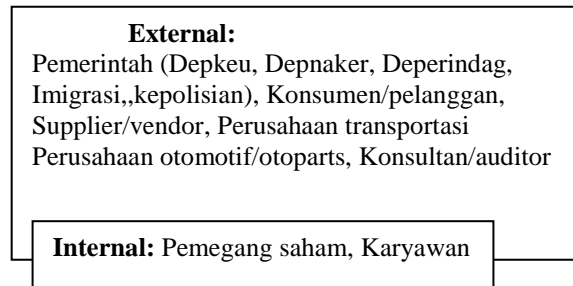 External:
Pemerintah (Depkeu, Depnaker, Deperindag,
Imigrasi,,kepolisian), Konsumen/pelanggan,
Supplier/vendor, Perusahaan transportasi
Perusahaan otomotif/otoparts, Konsultan/auditor
Internal: Pemegang saham, Karyawan